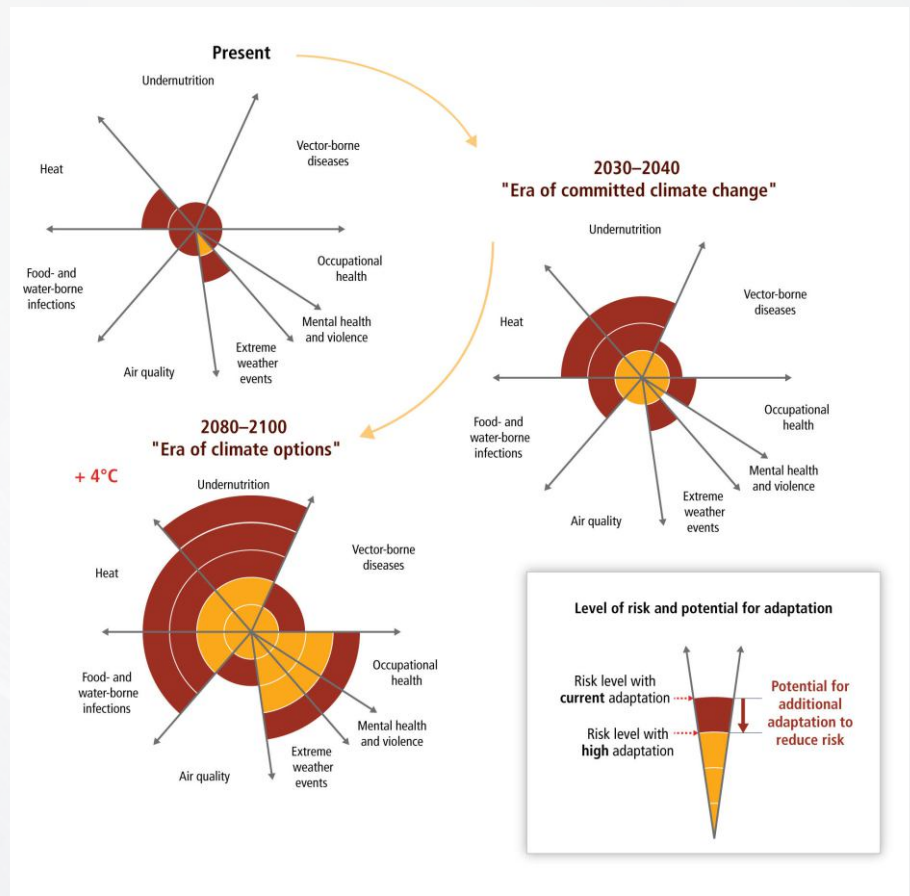 Present
Undernutrition
Vector-borne
diseases
Heat
Occupational
health
Food- and
water-borne
infections
Mental health
and violence
Extreme
weather
events
Air quality
2030–2040
"Era of committed climate change"
Undernutrition
Vector-borne
diseases
Heat
Occupational
health
Food- and
water-borne
infections
Mental health
and violence
Extreme
weather
events
Air quality
2080–2100
"Era of climate options"
+ 4°C
Undernutrition
Vector-borne
diseases
Heat
Occupational
health
Food- and
water-borne
infections
Mental health
and violence
Extreme
weather
events
Air quality
Level of risk and potential for adaptation
Risk level with
current adaptation
Risk level with
high adaptation
Potential for
additional
adaptation to
reduce risk